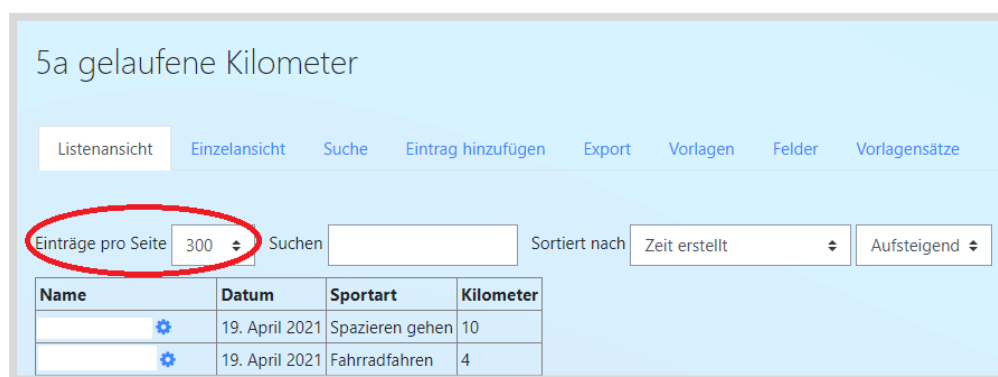 5a gelaufene Kilometer
Listenansicht Einzelansicht Suche Eintrag hinzufügen Export Vorlagen Felder Vorlagensätze
Einträge pro Seite 300 Suchen Sortiert nach Zeit erstellt Aufsteigend
Name Datum Sportart Kilometer
19. April 2021 Spazieren gehen 10
19. April 2021 Fahrradfahren 4